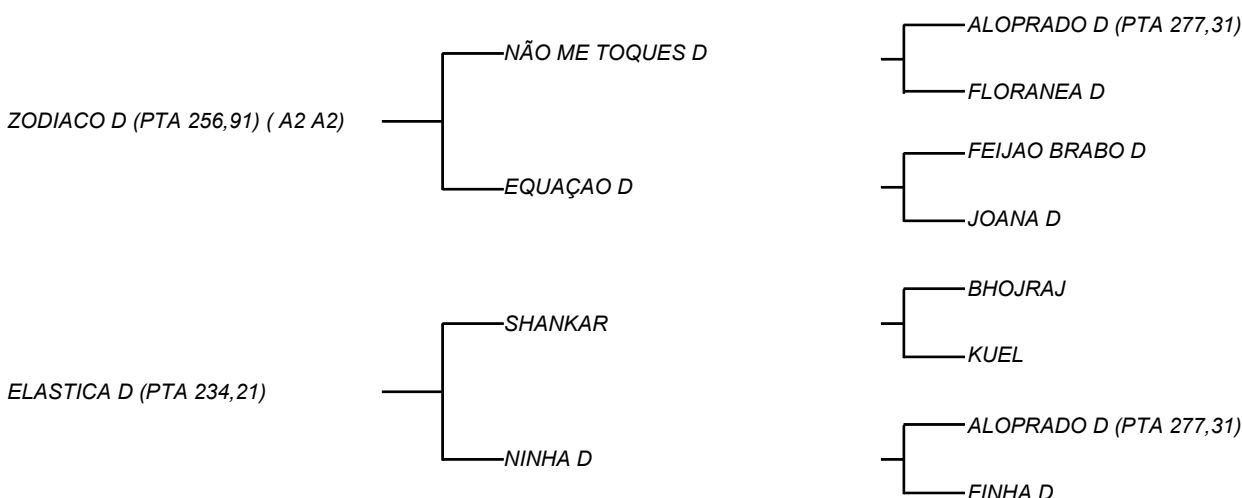 ALOPRADO D (PTA 277,31)
NÃO ME TOQUES D
FLORANEA D
ZODIACO D (PTA 256,91) ( A2 A2)
FEIJAO BRABO D
EQUAÇAO D
JOANA D
BHOJRAJ
SHANKAR
KUEL
ELASTICA D (PTA 234,21)
ALOPRADO D (PTA 277,31)
NINHA D
FINHA D